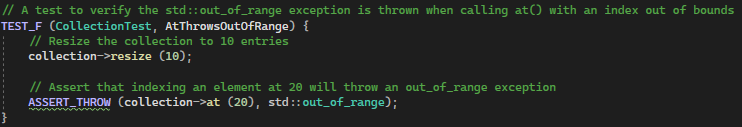 // A test to verify the std::out_of_range exception is thrown when calling at() with an index out of bounds
TEST_F (CollectionTest, AtThrowsOutOfRange) {
    // Resize the collection to 10 entries
    collection->resize (10);

    // Assert that indexing an element at 20 will throw an out_of_range exception
    ASSERT_THROW (collection->at (20), std::out_of_range);
}